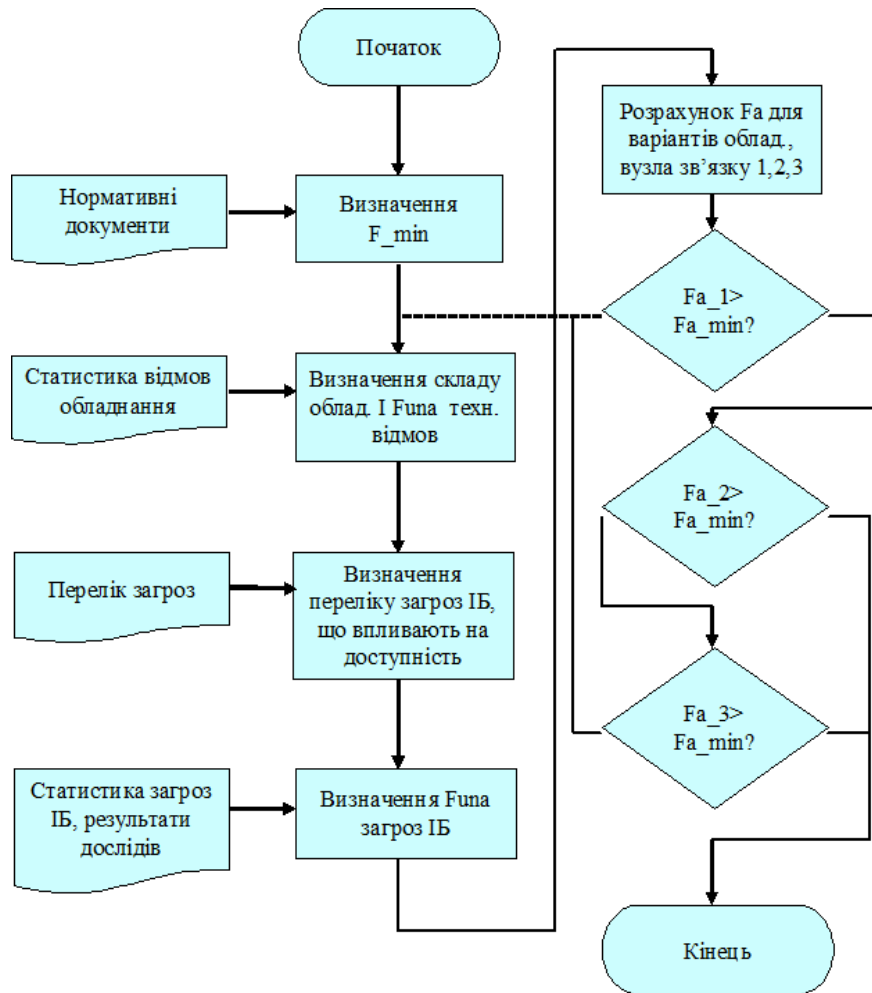 Початок
Нормативні
документи
Визначення
F_min
Статистика відмов
обладнання
Визначення складу
облад. І Funa техн.
відмов
Перелік загроз
Визначення
переліку загроз ІБ,
що впливають на
доступність
Статистика загроз
ІБ, результати
дослідів
Визначення Funa
загроз ІБ
Розрахунок Fa для
варіантів облад.,
вузла зв’язку 1,2,3
Fa_1>
Fa_min?
Fa_2>
Fa_min?
Fa_3>
Fa_min?
Кінець